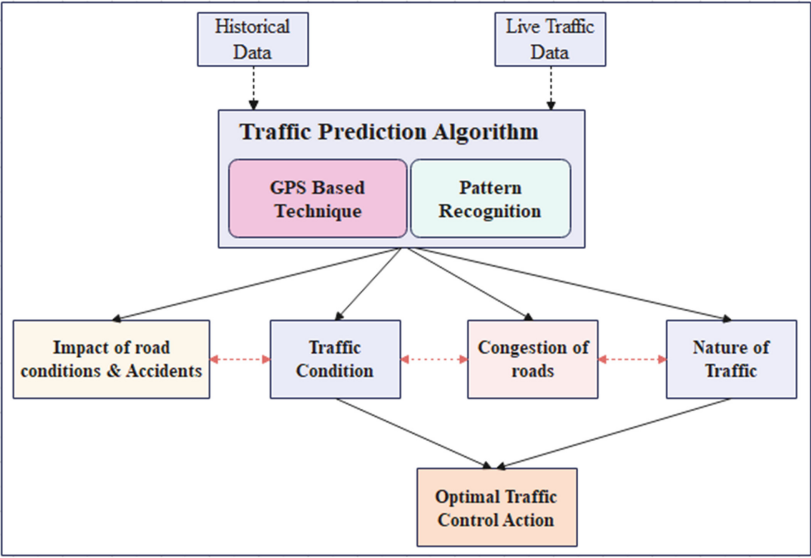 Historical
Data
Live Traffic
Data
Traffic Prediction Algorithm
GPS Based
Technique
Pattern
Recognition
Impact of road
conditions & Accidents
Traffic
Condition
Congestion of
roads
Nature of
Traffic
Optimal Traffic
Control Action